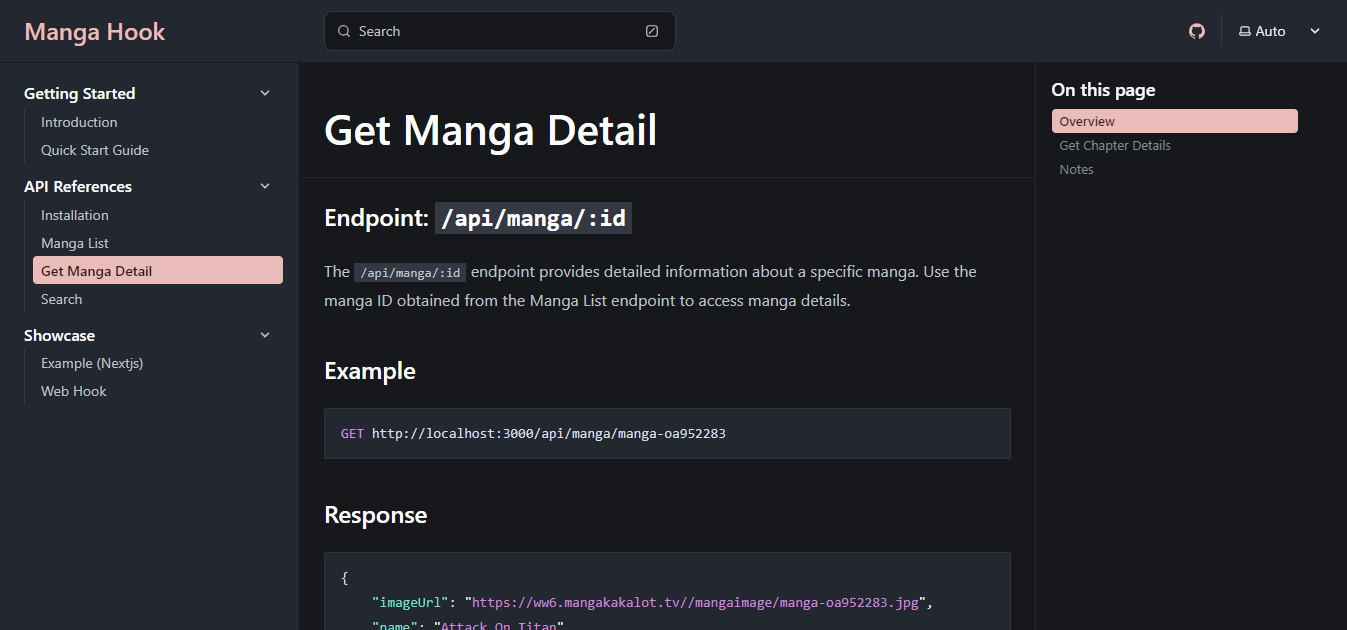 Manga Hook
Search
Auto
Getting Started
Introduction
Quick Start Guide
API References
Installation
Manga List
Get Manga Detail
Search
Showcase
Example (Nextjs)
Web Hook
Get Manga Detail
Endpoint: /api/manga/:id
The /api/manga/:id endpoint provides detailed information about a specific manga. Use the
manga ID obtained from the Manga List endpoint to access manga details.
Example
GET http://localhost:3000/api/manga/manga-oa952283
Response
{
"imageUrl": "https://ww6.mangakakalot.tv//mangaimage/manga-oa952283.jpg",
"name": "Attack On Titan"
On this page
Overview
Get Chapter Details
Notes